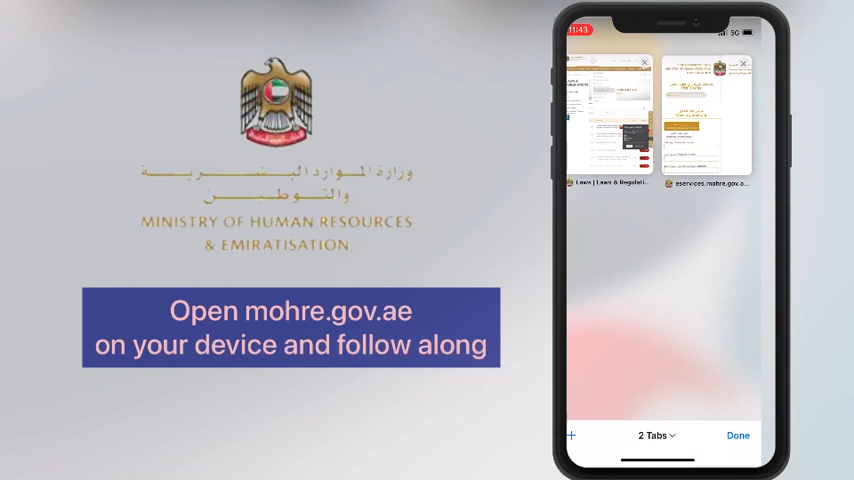 وزارة الموارد البشرية
والتوطين
MINISTRY OF HUMAN RESOURCES
& EMIRATISATION
Open mohre.gov.ae
on your device and follow along
11:43
5G
Laws | Laws & Regulati...
eservices.mohre.gov.a...
2 Tabs
Done